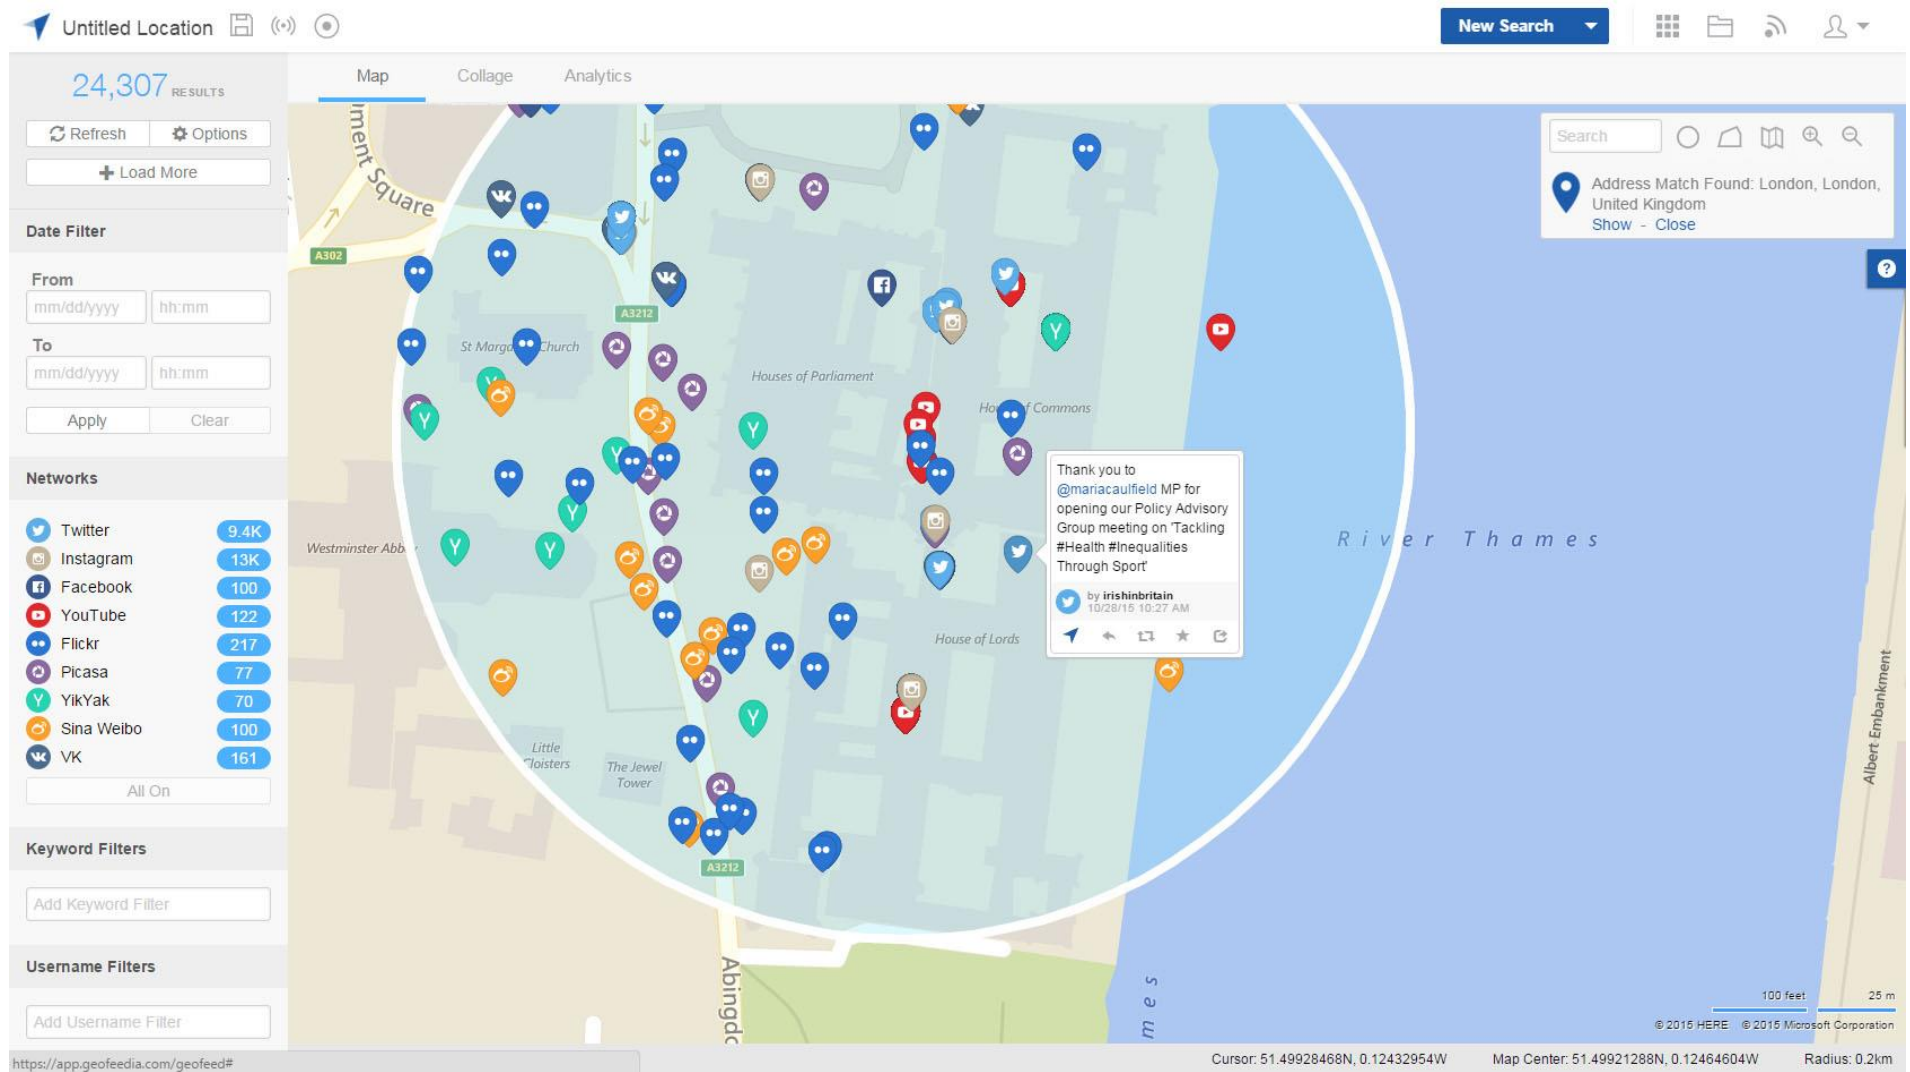 Untitled Location
New Search
24,307 RESULTS
Refresh
Options
Load More
Date Filter
From
mm/dd/yyyy
hh:mm
To
mm/dd/yyyy
hh:mm
Apply
Clear
Networks
Twitter 9.4K
Instagram 13K
Facebook 100
YouTube 122
Flickr 217
Picasa 77
YikYak 70
Sina Weibo 100
VK 161
All On
Keyword Filters
Add Keyword Filter
Username Filters
Add Username Filter
https://app.geofeedia.com/geofeed#
Map
Collage
Analytics
Search
Address Match Found: London, London,
United Kingdom
Show - Close
?
Square
A302
A3212
Houses of Parliament
House of Lords
Little
Cloisters
The Jewel
Tower
A3212
River Thames
Albert Embankment
Thank you to
@mariacaulfield MP for
opening our Policy Advisory
Group meeting on 'Tackling
#Health #Inequalities
Through Sport'
by irishinbritain
10/28/15 10:27 AM
100 feet
25 m
© 2015 HERE
© 2015 Microsoft Corporation
Cursor: 51.49928468N, 0.12432954W
Map Center: 51.49921288N, 0.12464604W
Radius: 0.2km